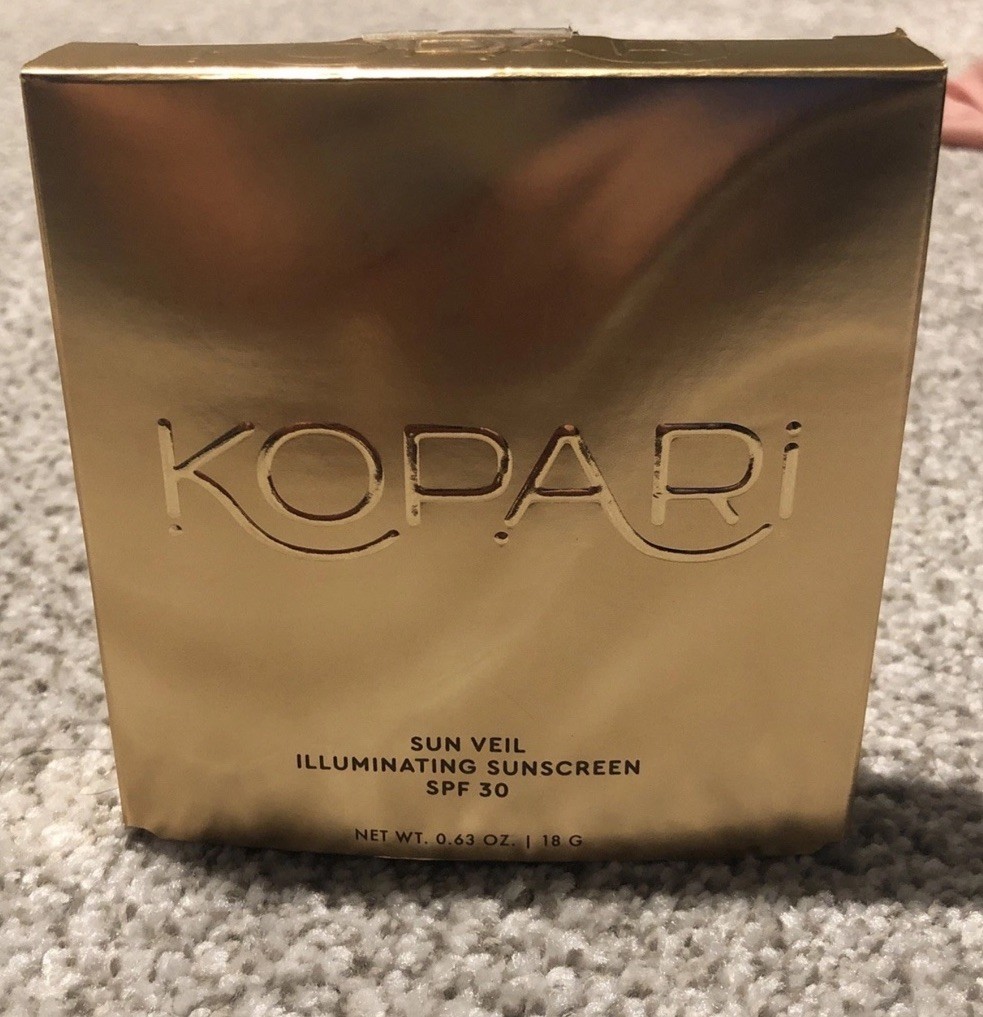 KOPARi
SUN VEIL
ILLUMINATING SUNSCREEN
SPF 30
NET WT. 0.63 OZ. | 18 G